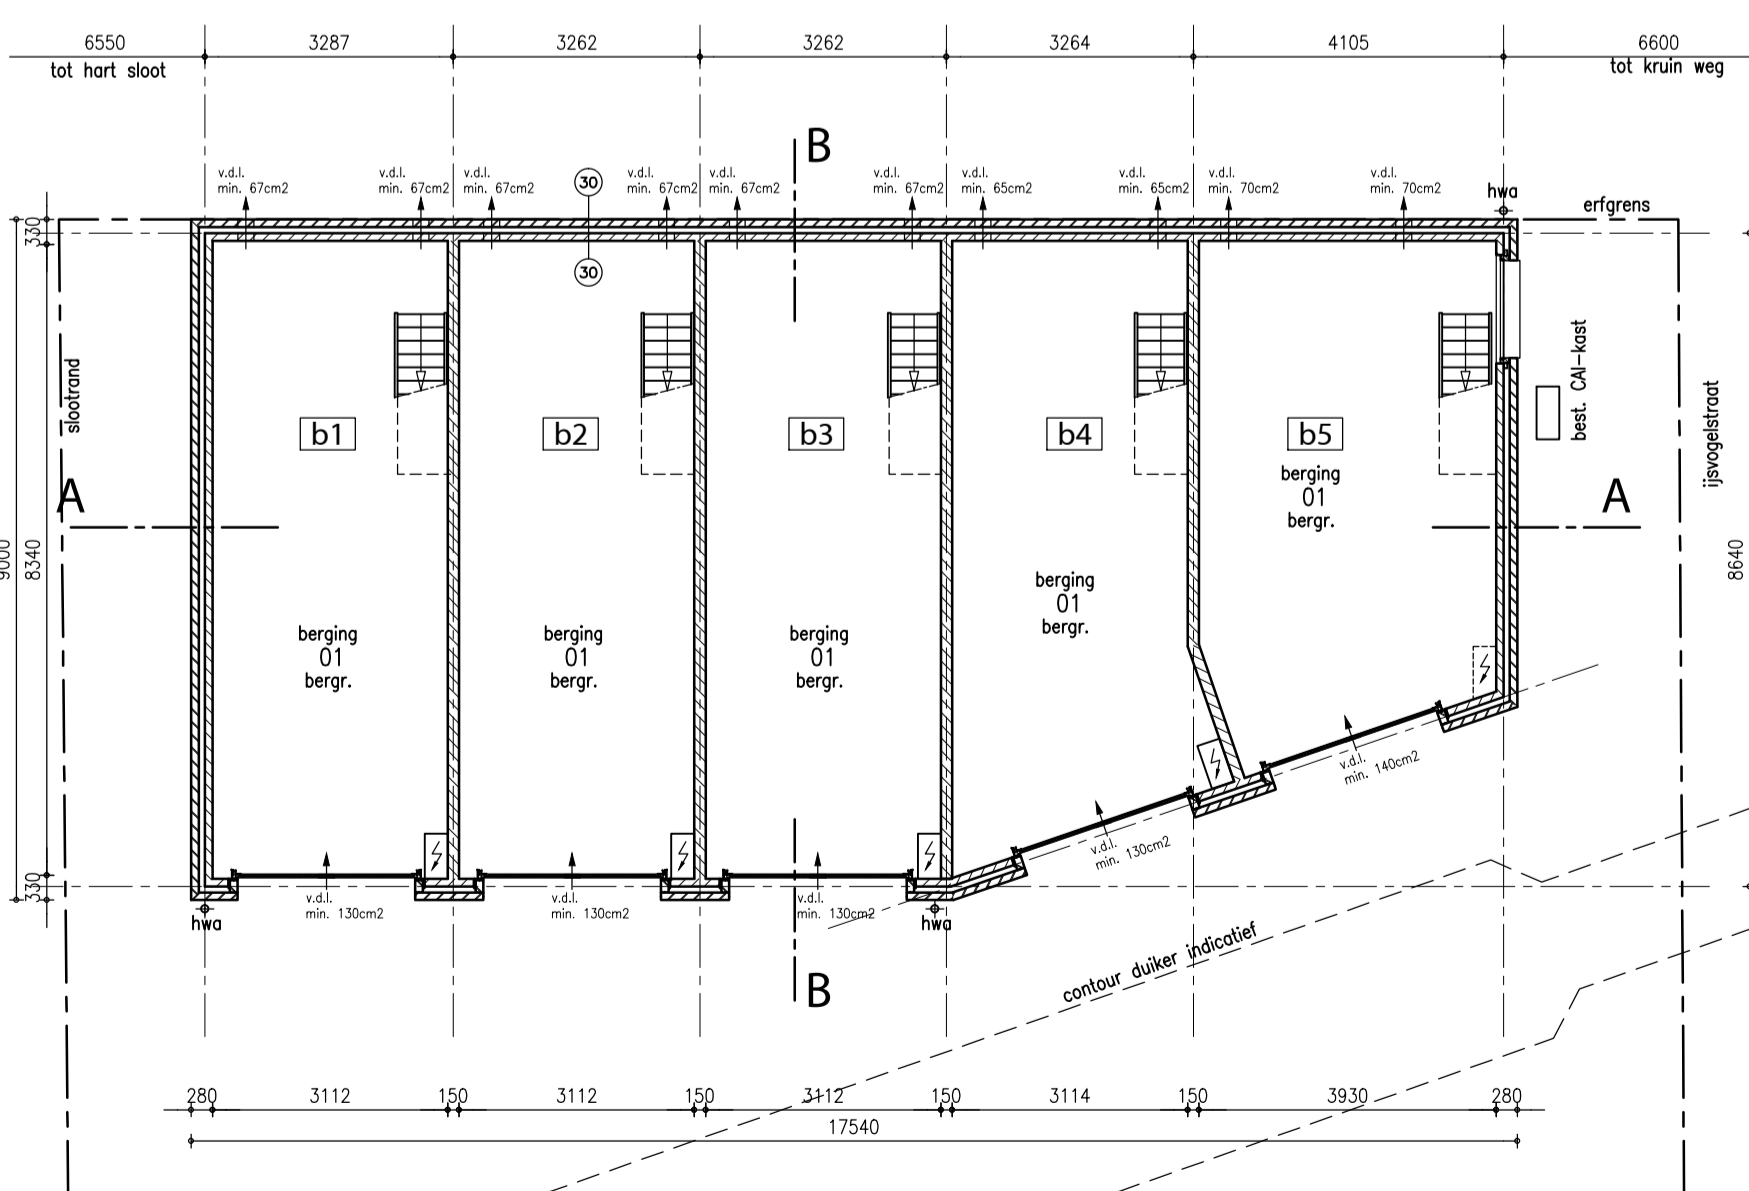 6550 3287 3262 3262 3264 4105 6600
tot hart sloot
tot kruin weg
B
v.d.l.
min. 67cm2
v.d.l.
min. 67cm2
v.d.l.
min. 67cm2
30
v.d.l.
min. 67cm2
v.d.l.
min. 67cm2
v.d.l.
min. 67cm2
v.d.l.
min. 65cm2
v.d.l.
min. 65cm2
v.d.l.
min. 70cm2
v.d.l.
min. 70cm2
hwa
erfgrens
330
30
slootrand
best. CAI-kast
ijsvogelstraat
b1
b2
b3
b4
b5
berging
01
bergr.
A
A
9000
8340
8640
berging
01
bergr.
berging
01
bergr.
berging
01
bergr.
berging
01
bergr.
v.d.l.
min. 140cm2
v.d.l.
min. 130cm2
330
v.d.l.
min. 130cm2
v.d.l.
min. 130cm2
v.d.l.
min. 130cm2
hwa
hwa
contour duiker indicatief
B
280 3112 150 3112 150 3112 150 3114 150 3930 280
17540